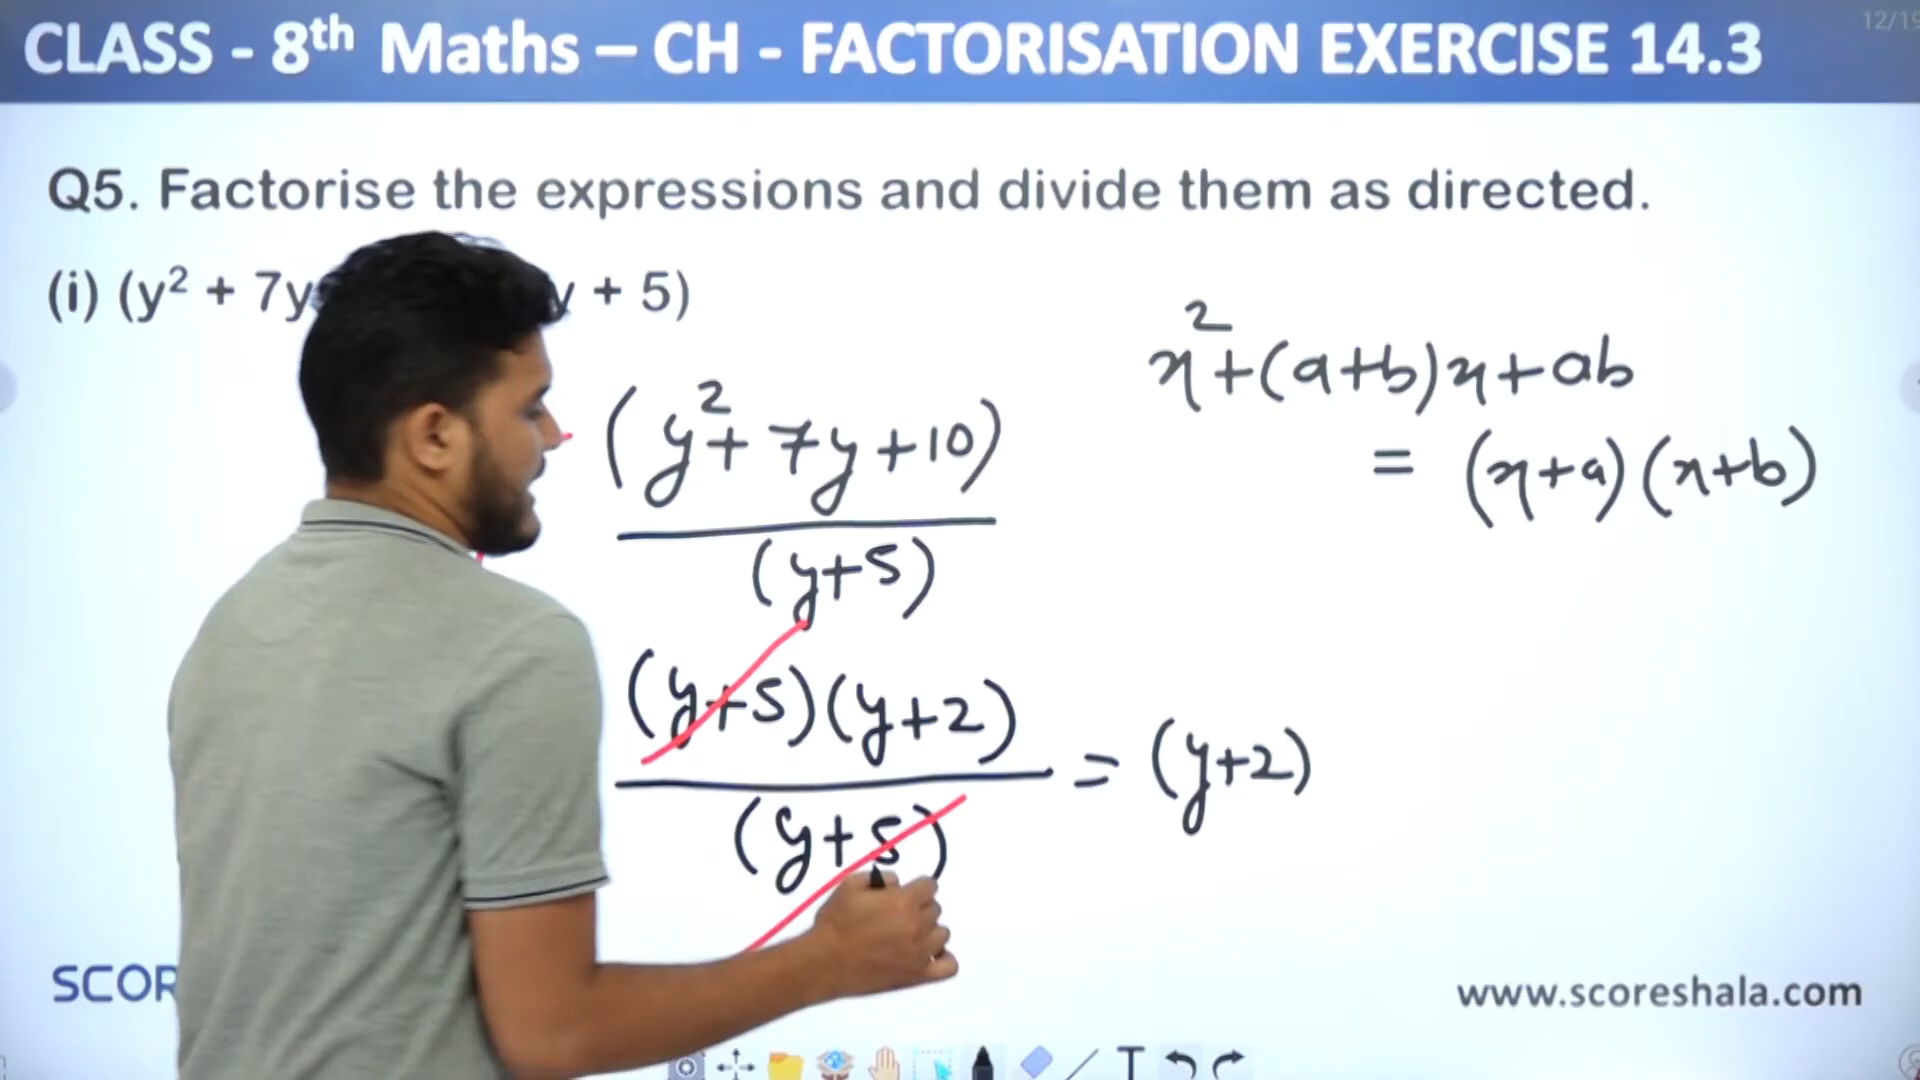 12/19
CLASS - 8th Maths – CH - FACTORISATION EXERCISE 14.3
Q5. Factorise the expressions and divide them as directed.
(i) (y² + 7y y + 5)
(y² + 7y + 10)
(y+5)
(y+5)(y+2)
(y+5)
= (y+2)
x² + (a+b)x + ab
= (x+a)(x+b)
SCOR
www.scoreshala.com
T